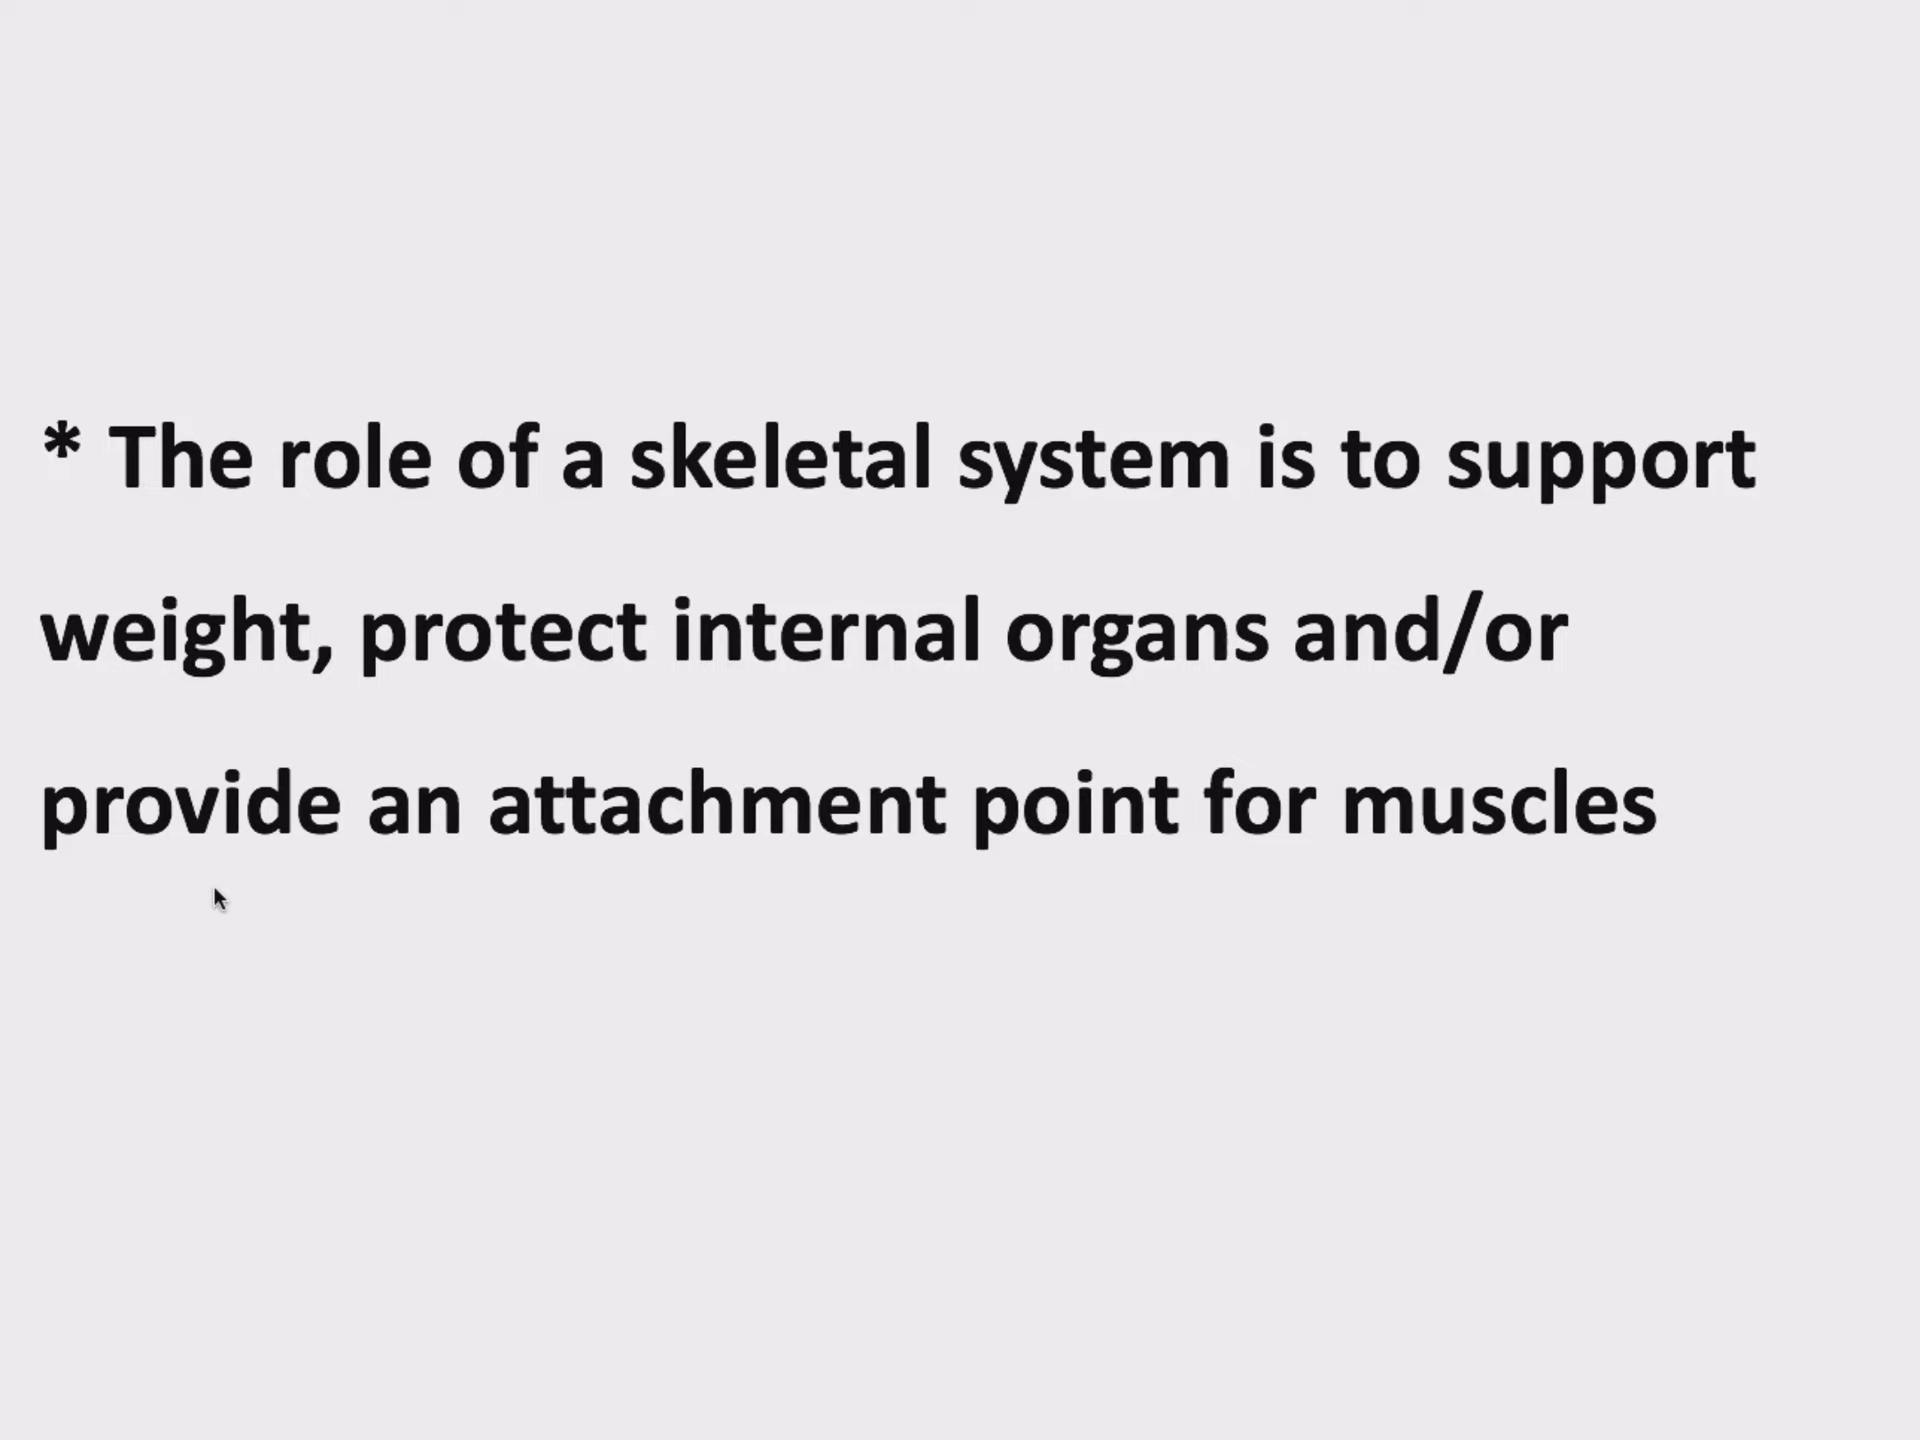 * The role of a skeletal system is to support
weight, protect internal organs and/or
provide an attachment point for muscles